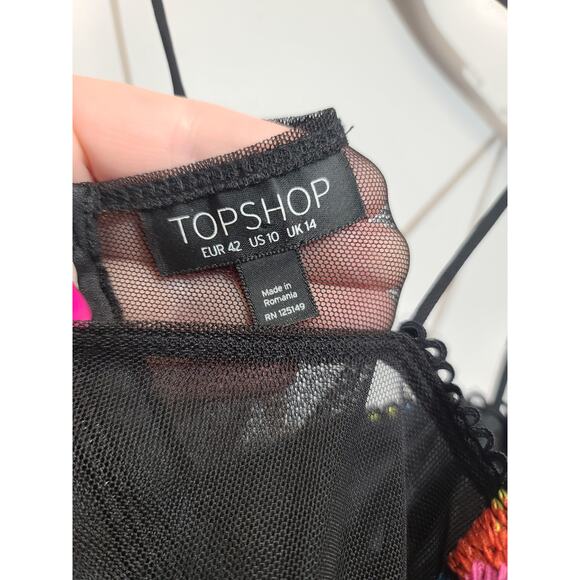 TOPSHOP
EUR 42 US 10 UK 14
Made in
Romania
RN 125149